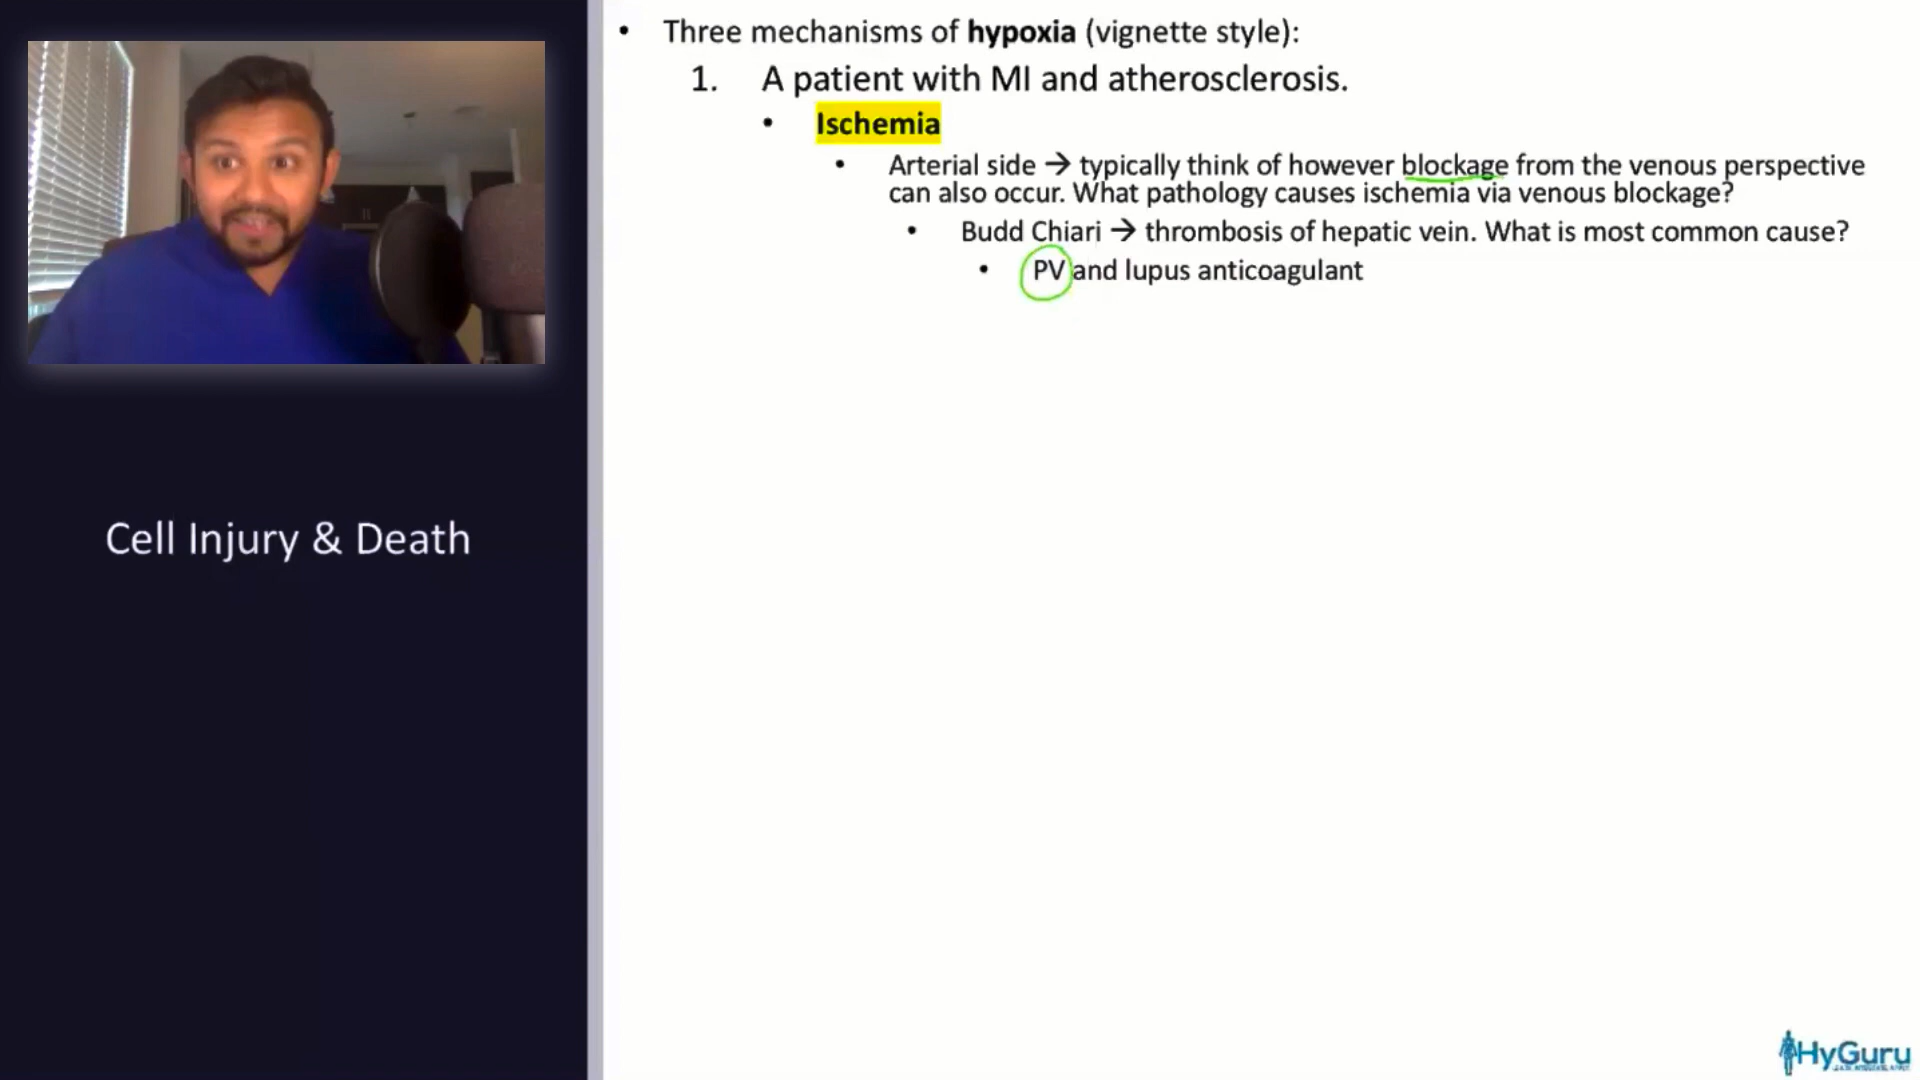 • Three mechanisms of hypoxia (vignette style):
1. A patient with MI and atherosclerosis.
• Ischemia
• Arterial side → typically think of however blockage from the venous perspective
can also occur. What pathology causes ischemia via venous blockage?
• Budd Chiari → thrombosis of hepatic vein. What is most common cause?
• PV and lupus anticoagulant
Cell Injury & Death
HyGuru